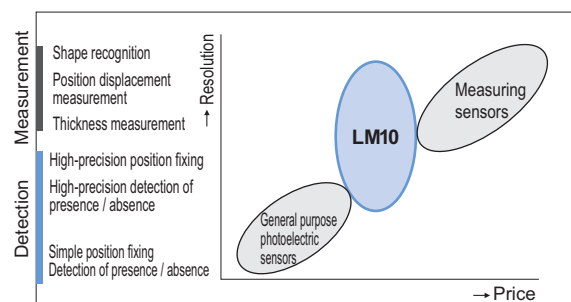 Measurement
Shape recognition
Position displacement
measurement
Thickness measurement
Detection
High-precision position fixing
High-precision detection of
presence / absence
Simple position fixing
Detection of presence / absence
→ Resolution
LM10
Measuring
sensors
General purpose
photoelectric
sensors
→ Price